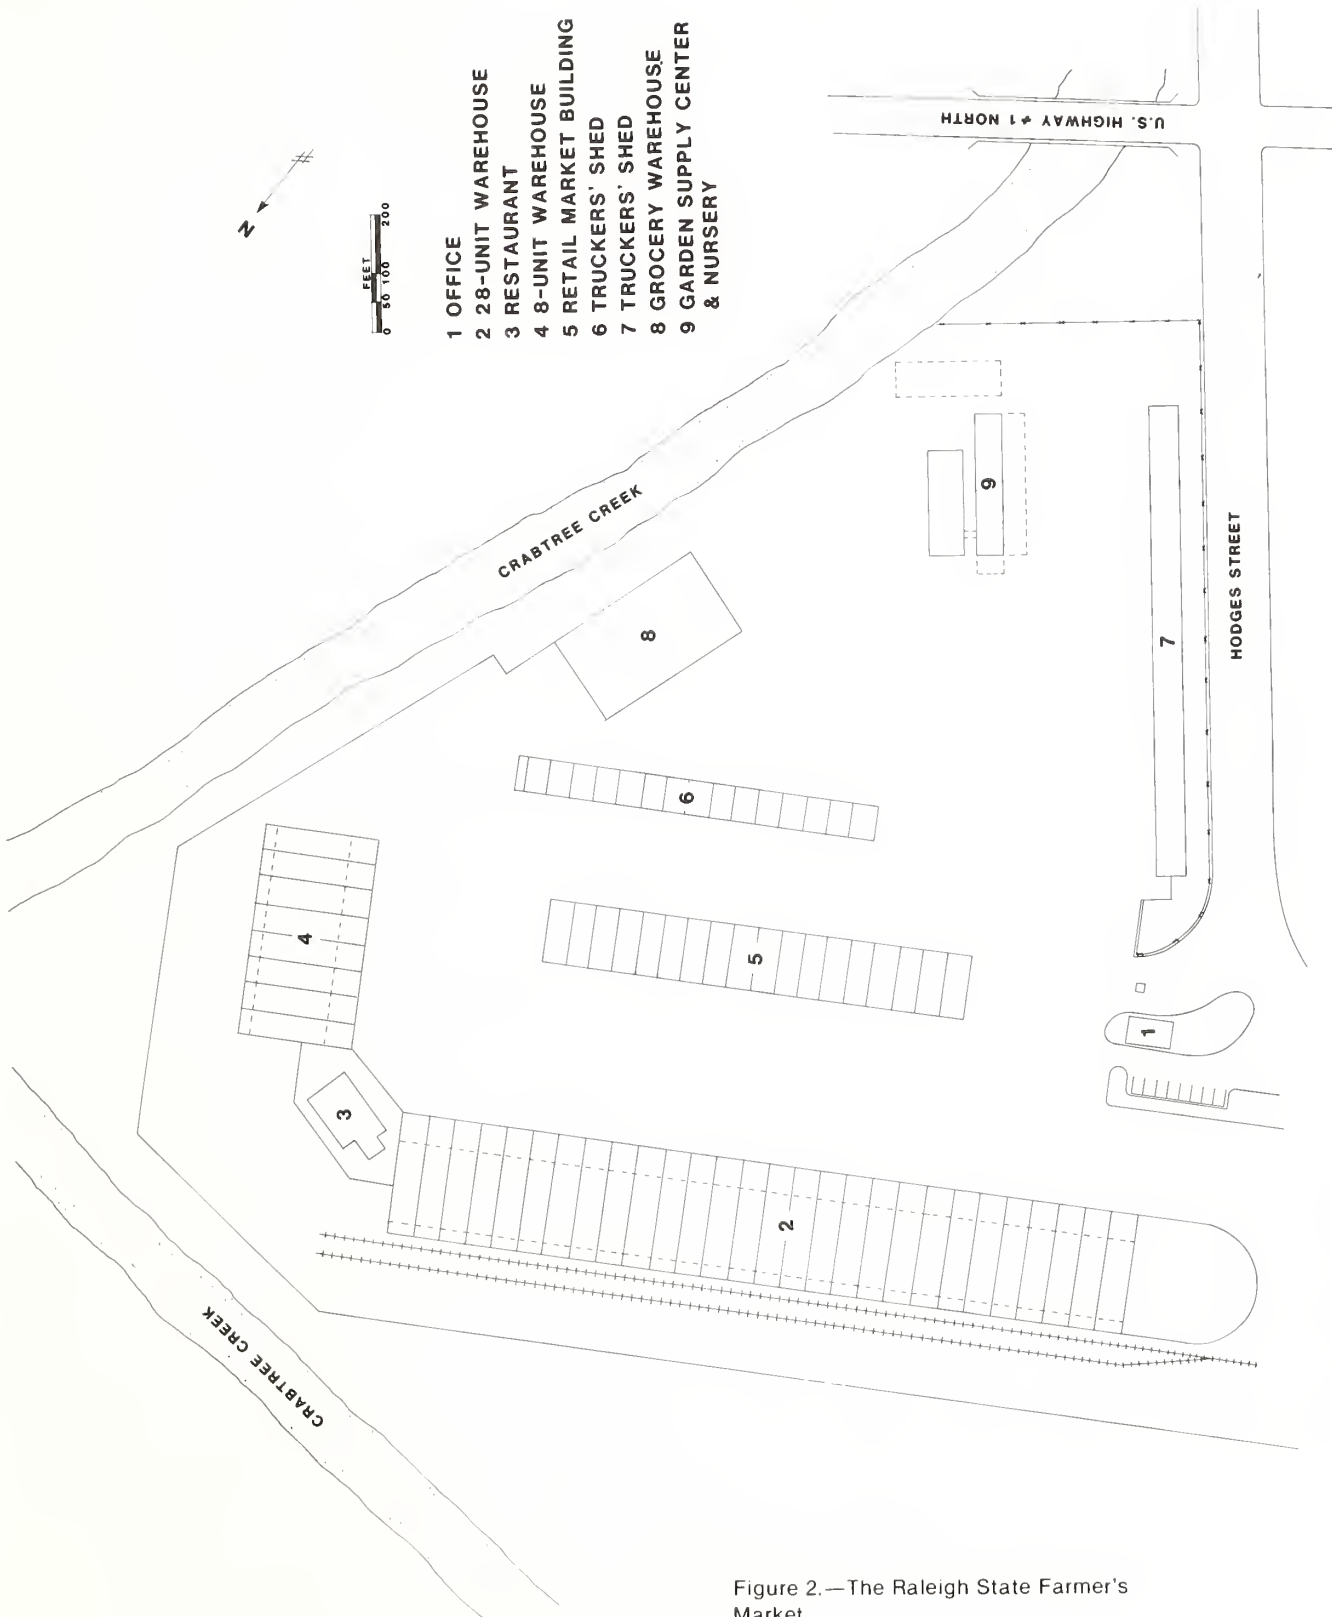 N
FEET
0 50 100 200
1 OFFICE
2 28-UNIT WAREHOUSE
3 RESTAURANT
4 8-UNIT WAREHOUSE
5 RETAIL MARKET BUILDING
6 TRUCKERS' SHED
7 TRUCKERS' SHED
8 GROCERY WAREHOUSE
9 GARDEN SUPPLY CENTER
& NURSERY
U.S. HIGHWAY #1 NORTH
CRABTREE CREEK
HODGES STREET
9
8
7
6
5
4
3
2
1
CRABTREE CREEK
Figure 2.—The Raleigh State Farmer's
Market